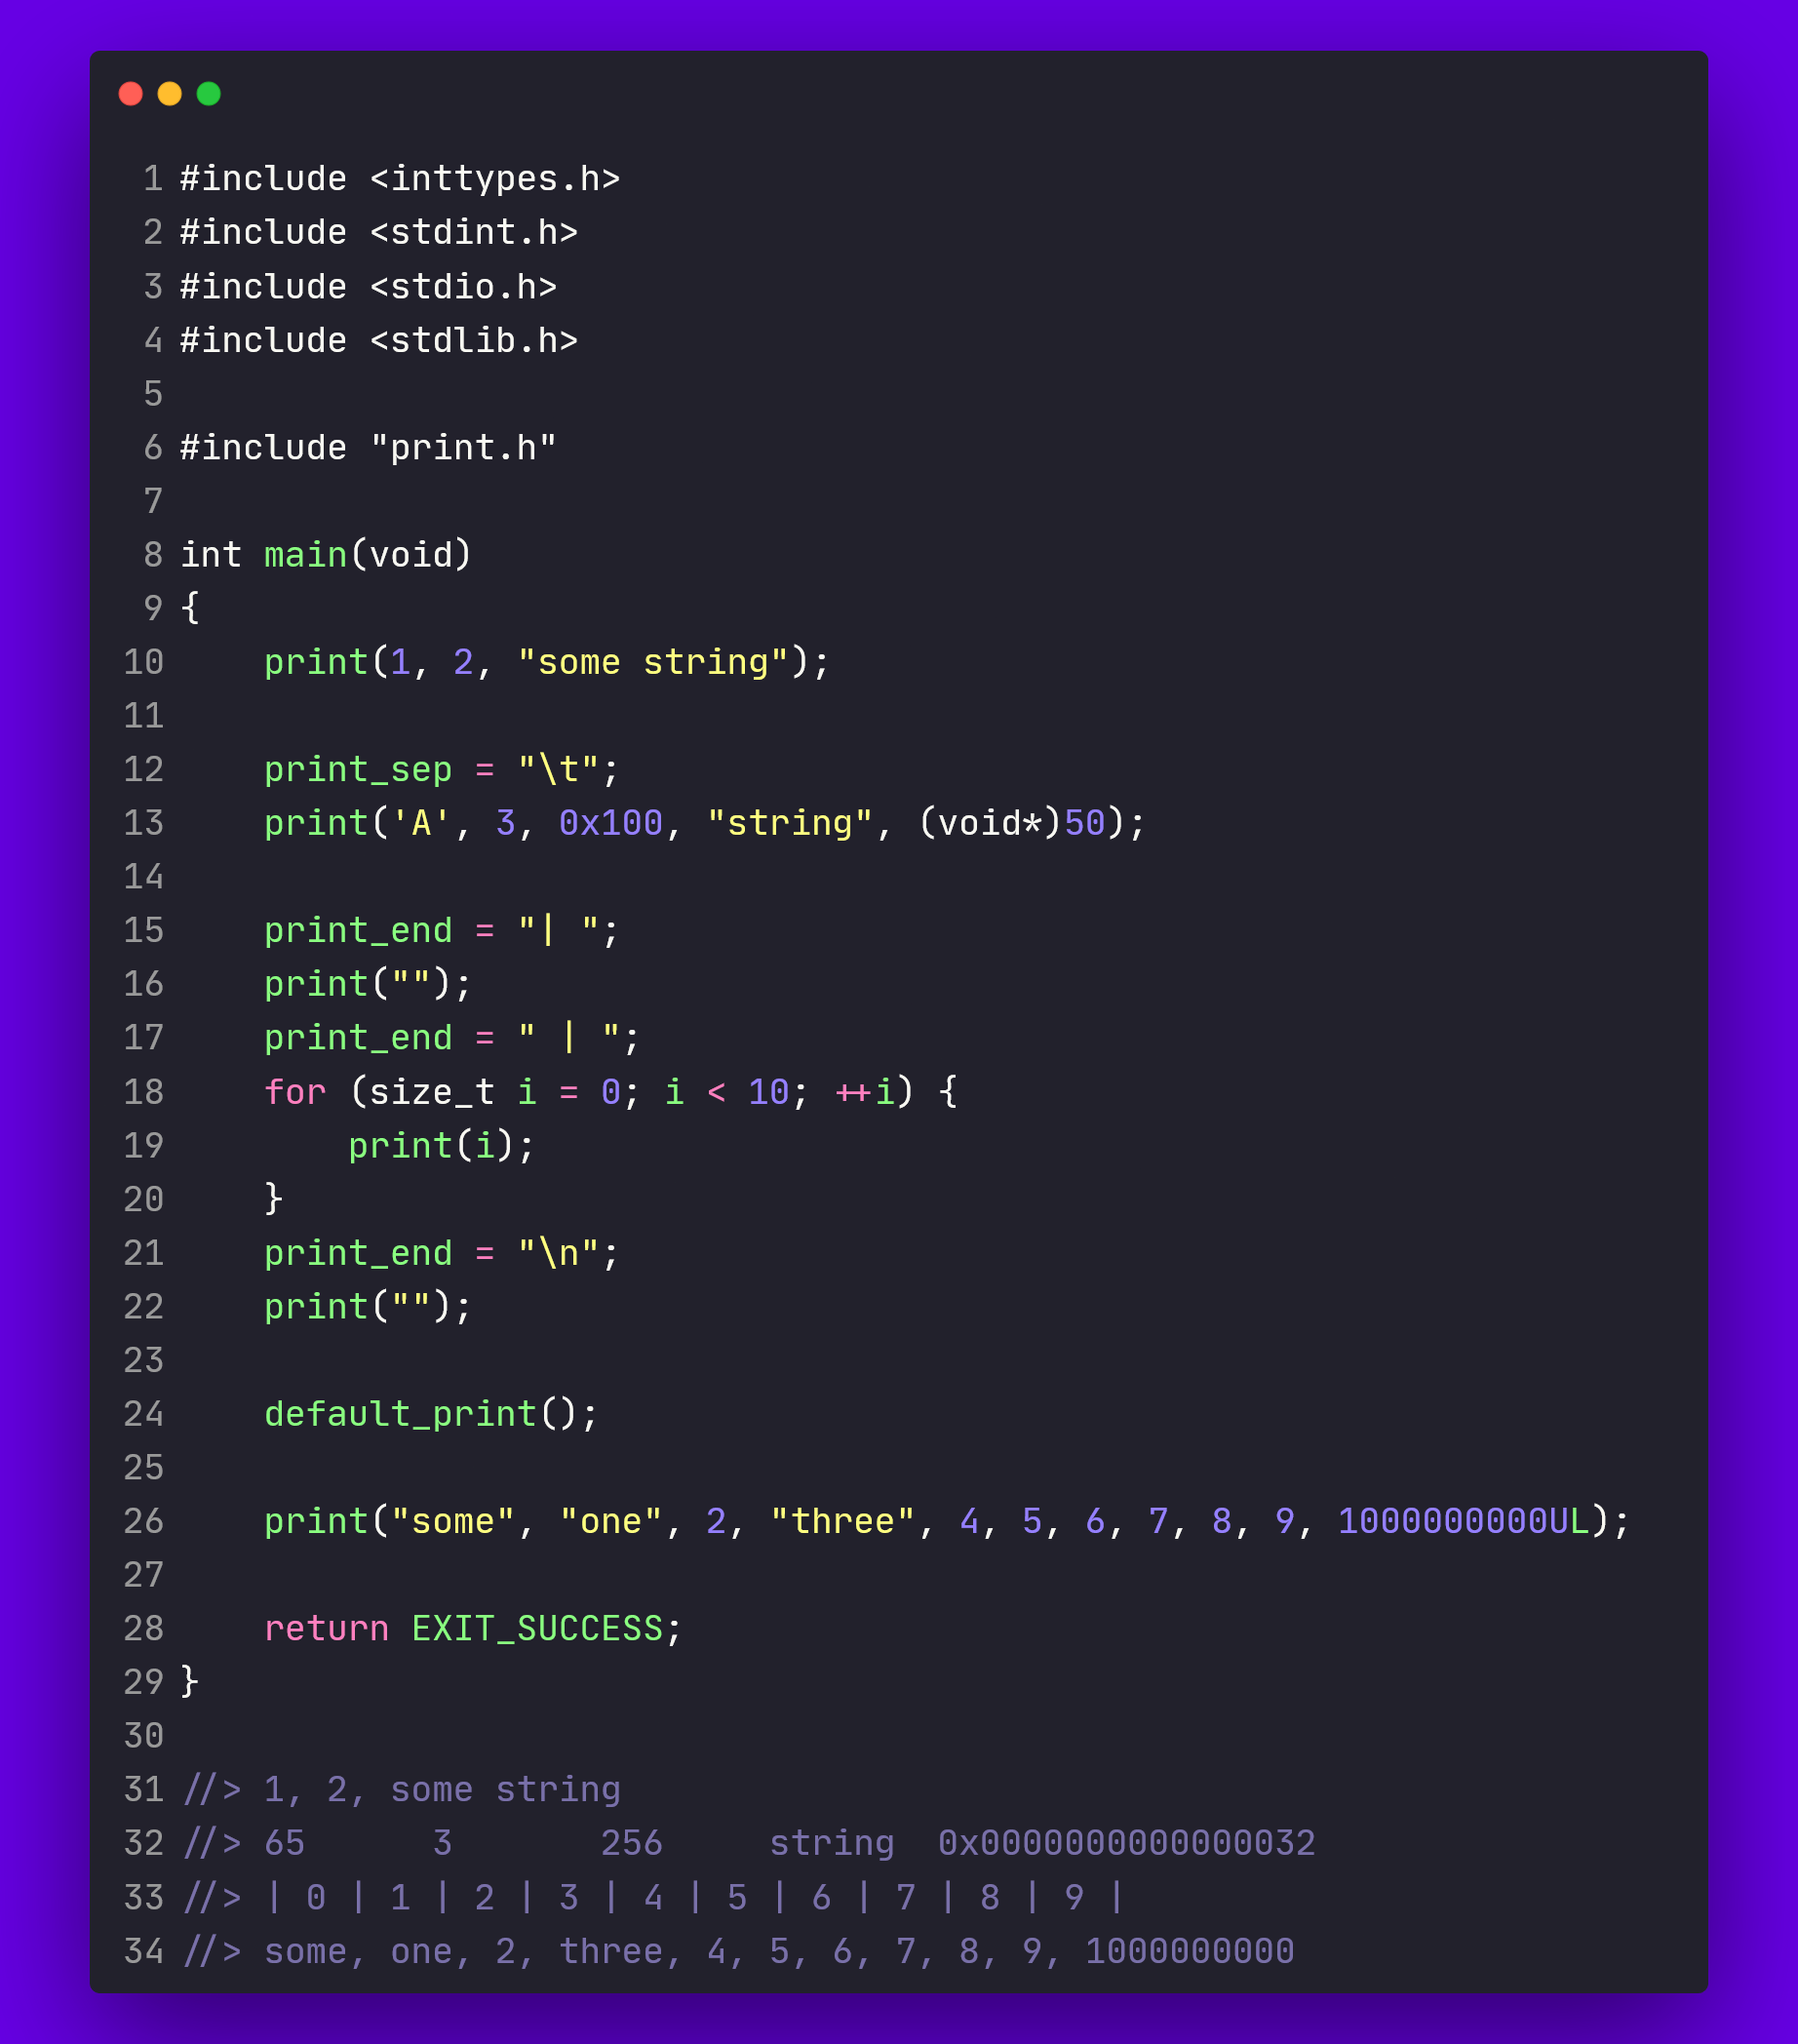 1 #include <inttypes.h>
2 #include <stdint.h>
3 #include <stdio.h>
4 #include <stdlib.h>
5
6 #include "print.h"
7
8 int main(void)
9 {
10     print(1, 2, "some string");
11
12     print_sep = "\t";
13     print('A', 3, 0x100, "string", (void*)50);
14
15     print_end = "| ";
16     print("");
17     print_end = " | ";
18     for (size_t i = 0; i < 10; ++i) {
19         print(i);
20     }
21     print_end = "\n";
22     print("");
23
24     default_print();
25
26     print("some", "one", 2, "three", 4, 5, 6, 7, 8, 9, 1000000000UL);
27
28     return EXIT_SUCCESS;
29 }
30
31 //> 1, 2, some string
32 //> 65      3       256     string  0x0000000000000032
33 //> | 0 | 1 | 2 | 3 | 4 | 5 | 6 | 7 | 8 | 9 |
34 //> some, one, 2, three, 4, 5, 6, 7, 8, 9, 1000000000